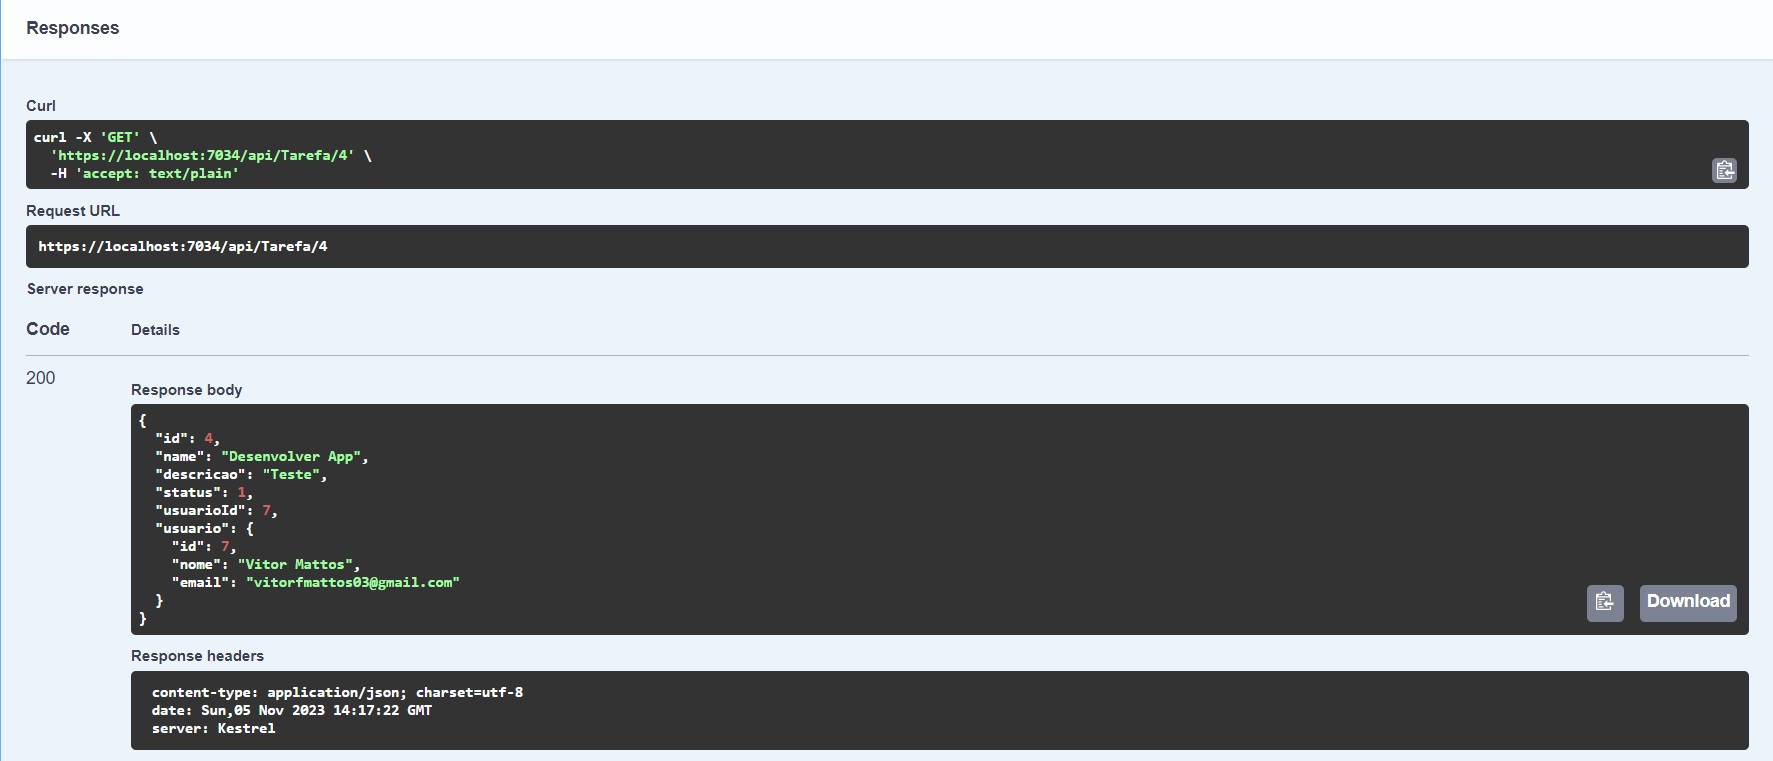 Responses
Curl
curl -X 'GET' \
  'https://localhost:7034/api/Tarefa/4' \
  -H 'accept: text/plain'
Request URL
https://localhost:7034/api/Tarefa/4
Server response
Code Details
200
Response body
{
  "id": 4,
  "name": "Desenvolver App",
  "descricao": "Teste",
  "status": 1,
  "usuarioId": 7,
  "usuario": {
    "id": 7,
    "nome": "Vitor Mattos",
    "email": "vitorfmattos03@gmail.com"
  }
}
Download
Response headers
content-type: application/json; charset=utf-8
date: Sun,05 Nov 2023 14:17:22 GMT
server: Kestrel